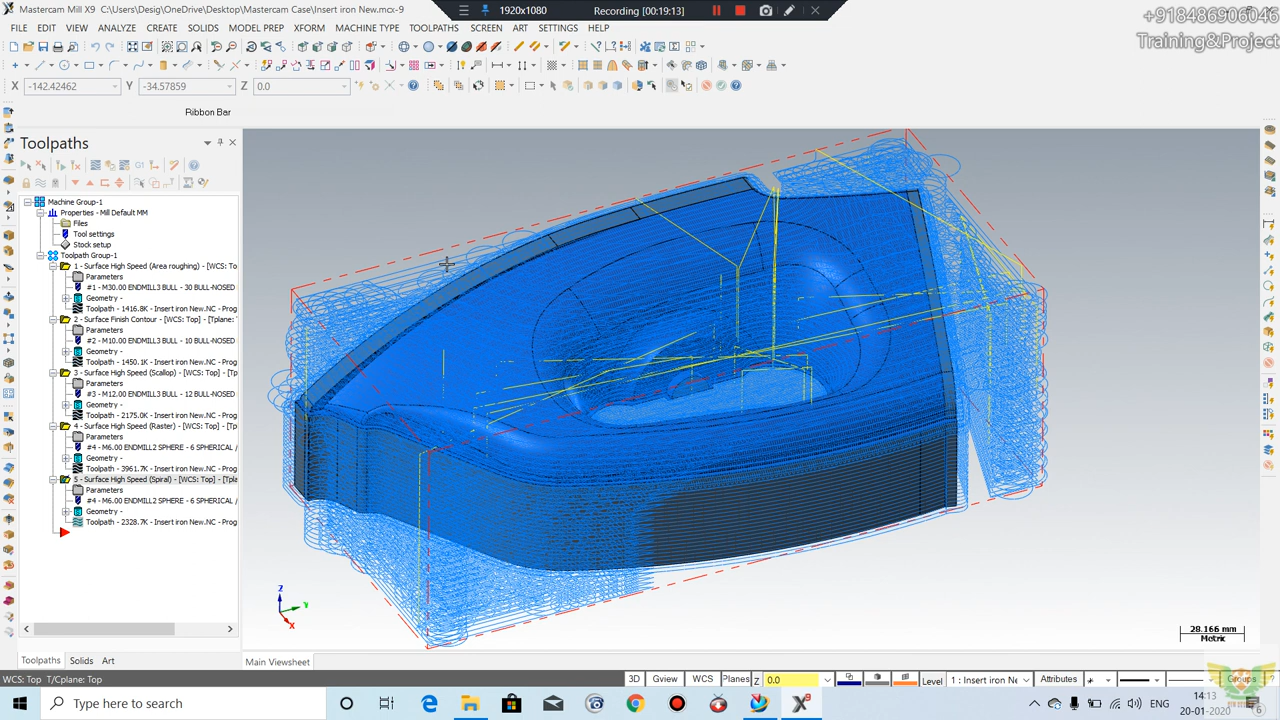 Mastercam Mill X9 - C:\Users\Desig\OneDrive\Desktop\Mastercam Case\Insert iron New.mcx-9
1920x1080
Recording [00:19:13]
+918486906046
Training&Project
FILE EDIT VIEW ANALYZE CREATE SOLIDS MODEL PREP XFORM MACHINE TYPE SCREEN ART SETTINGS HELP
X -142.42462 Y -34.57859 Z 0.0
Ribbon Bar
Toolpaths
Machine Group-1
Properties - Mill Default MM
Files
Tool settings
Stock setup
Toolpath Group-1
1 - Surface High Speed (Area roughing) - [WCS: To
Parameters
#1 - M30.00 ENDMILL3 BULL - 30 BULL-NOSED
Geometry -
Toolpath - 1416.8K - Insert iron New.NC - Prog
2 - Surface Finish Contour - [WCS: Top] - [Tplane:
Parameters
#2 - M10.00 ENDMILL3 BULL - 10 BULL-NOSED
Geometry -
Toolpath - 1450.1K - Insert iron New.NC - Prog
3 - Surface High Speed (Scallop) - [WCS: Top] - [Tp
Parameters
#3 - M12.00 ENDMILL3 BULL - 12 BULL-NOSED
Geometry -
Toolpath - 2175.0K - Insert iron New.NC - Prog
4 - Surface High Speed (Raster) - [WCS: Top] - [T
Parameters
#4 - M6.00 ENDMILL2 SPHERE - 6 SPHERICAL /
Geometry -
Toolpath - 3961.7K - Insert iron New.NC - Prog
5 - Surface High Speed (Spiral) - [WCS: Top] - [Tpla
Parameters
#4 - M6.00 ENDMILL2 SPHERE - 6 SPHERICAL /
Geometry -
Toolpath - 2328.7K - Insert iron New.NC - Prog
Z
Y
X
28.166 mm
Metric
Toolpaths Solids Art
Main Viewsheet
WCS: Top T/Cplane: Top
3D Gview WCS Planes Z 0.0 Level 1 : Insert iron Ne Attributes Groups ?
Type here to search
ENG
14:13
20-01-2020
6